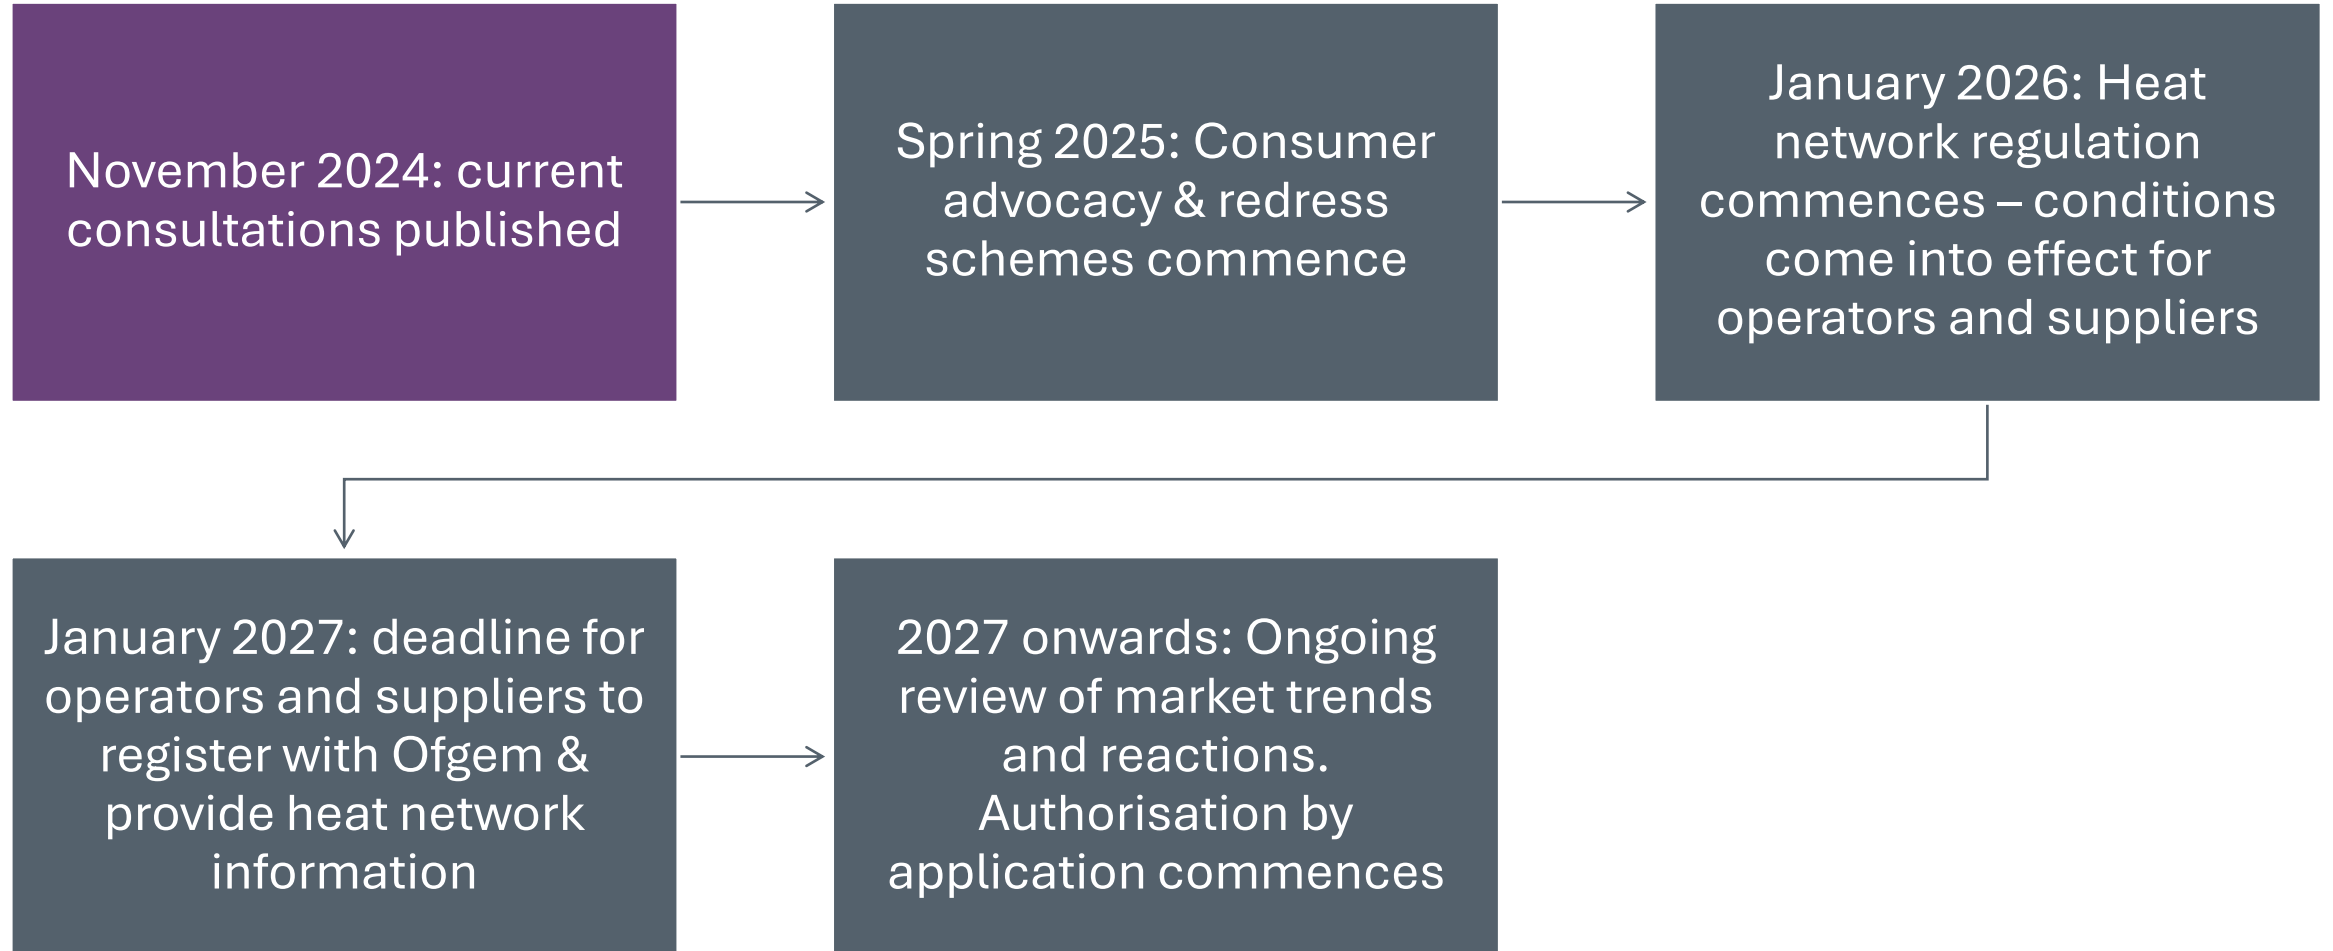 November 2024: current
consultations published
Spring 2025: Consumer
advocacy & redress
schemes commence
January 2026: Heat
network regulation
commences – conditions
come into effect for
operators and suppliers
January 2027: deadline for
operators and suppliers to
register with Ofgem &
provide heat network
information
2027 onwards: Ongoing
review of market trends
and reactions.
Authorisation by
application commences